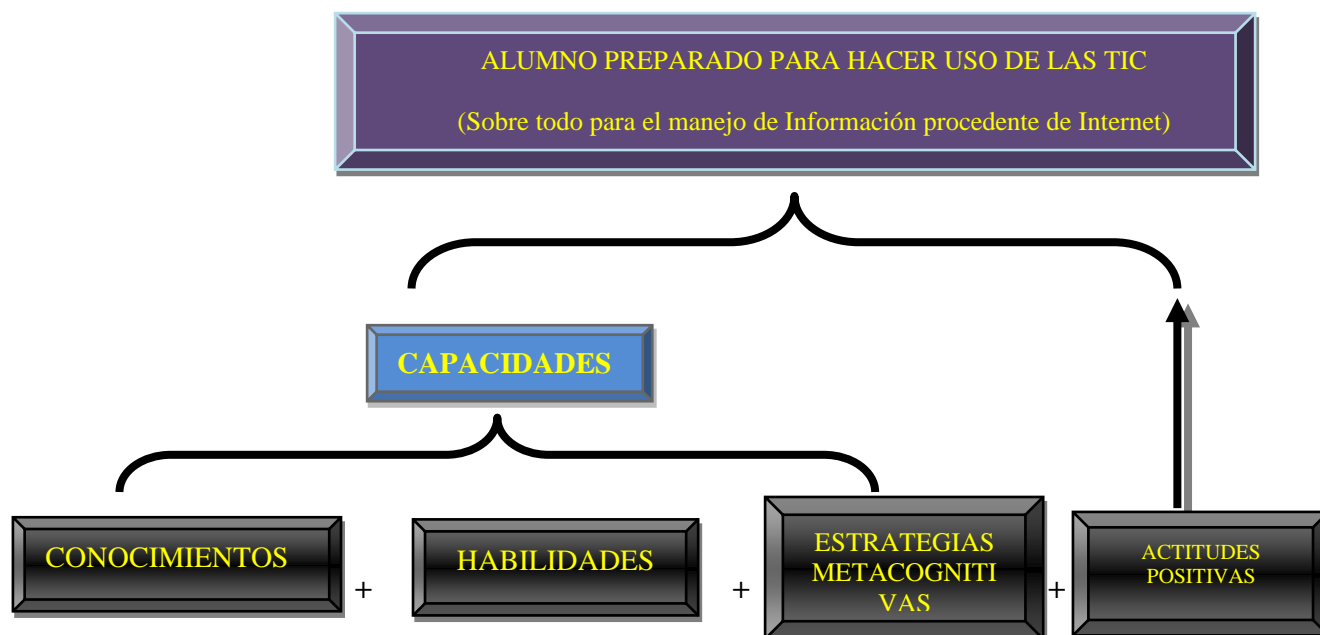 ALUMNO PREPARADO PARA HACER USO DE LAS TIC
(Sobre todo para el manejo de Información procedente de Internet)
CAPACIDADES
CONOCIMIENTOS
+
HABILIDADES
+
ESTRATEGIAS
METACOGNITI
VAS
+
ACTITUDES
POSITIVAS